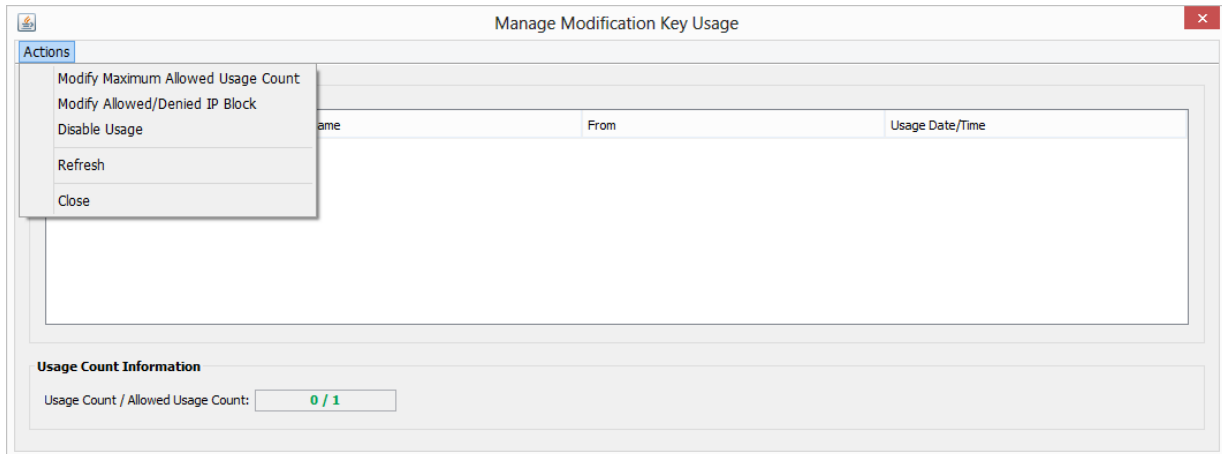 Manage Modification Key Usage
Actions
Modify Maximum Allowed Usage Count
Modify Allowed/Denied IP Block
Disable Usage
Refresh
Close
ame From Usage Date/Time
Usage Count Information
Usage Count / Allowed Usage Count: 0 / 1